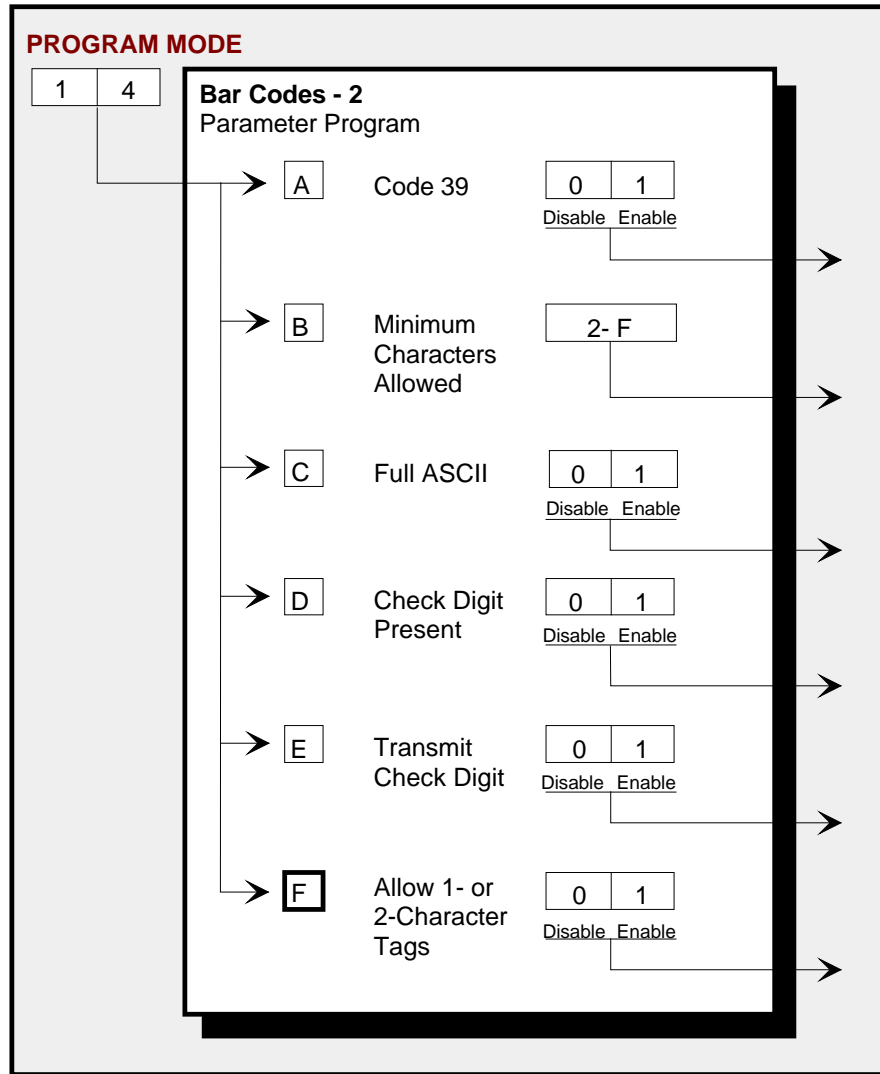 PROGRAM MODE
1 4
Bar Codes - 2
Parameter Program
A Code 39 0 1
Disable Enable
B Minimum 2- F
Characters
Allowed
C Full ASCII 0 1
Disable Enable
D Check Digit 0 1
Present Disable Enable
E Transmit 0 1
Check Digit Disable Enable
F Allow 1- or 0 1
2-Character
Tags Disable Enable